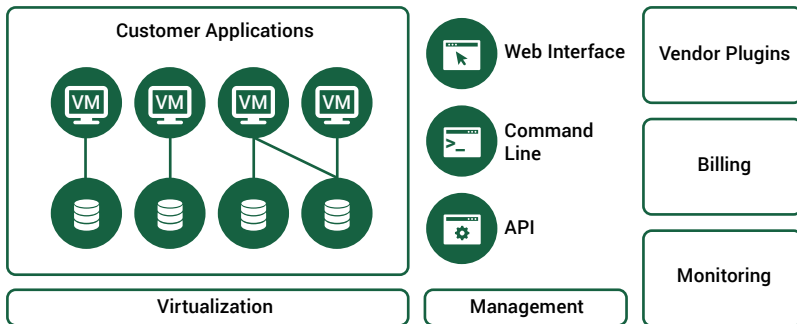 Customer Applications
VM
VM
VM
VM
Virtualization
Web Interface
>_
Command
Line
API
Management
Vendor Plugins
Billing
Monitoring